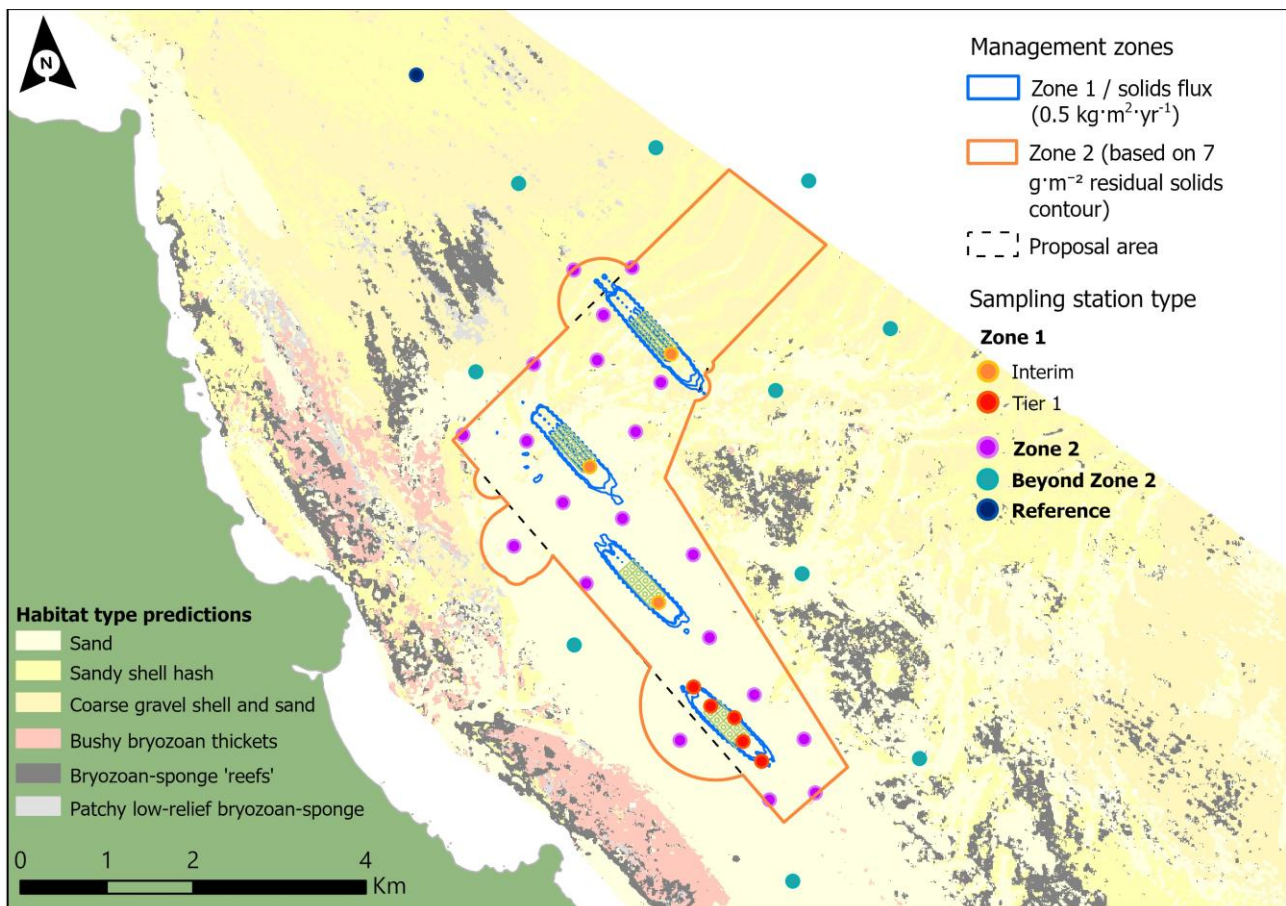 N
Management zones
Zone 1 / solids flux
(0.5 kg·m²·yr⁻¹)
Zone 2 (based on 7
g·m⁻² residual solids
contour)
Proposal area
Sampling station type
Zone 1
Interim
Tier 1
Zone 2
Beyond Zone 2
Reference
Habitat type predictions
Sand
Sandy shell hash
Coarse gravel shell and sand
Bushy bryozoan thickets
Bryozoan-sponge 'reefs'
Patchy low-relief bryozoan-sponge
0 1 2 4
Km